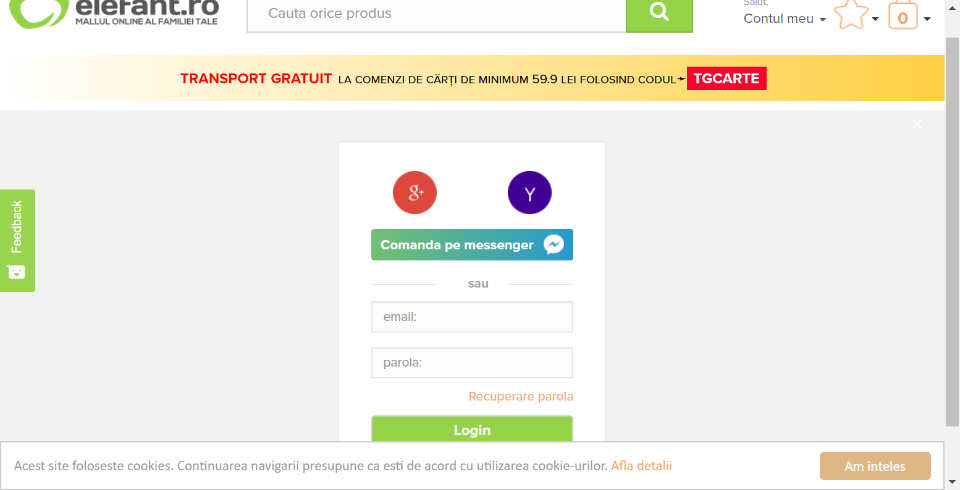 elefant.ro
MALLUL ONLINE AL FAMILIEI TALE
Cauta orice produs
Salut,
Contul meu
0
TRANSPORT GRATUIT LA COMENZI DE CĂRȚI DE MINIMUM 59.9 LEI FOLOSIND CODUL TGCARTE
Feedback
g+
Y
Comanda pe messenger
sau
email:
parola:
Recuperare parola
Login
Acest site foloseste cookies. Continuarea navigarii presupune ca esti de acord cu utilizarea cookie-urilor. Afla detalii
Am inteles